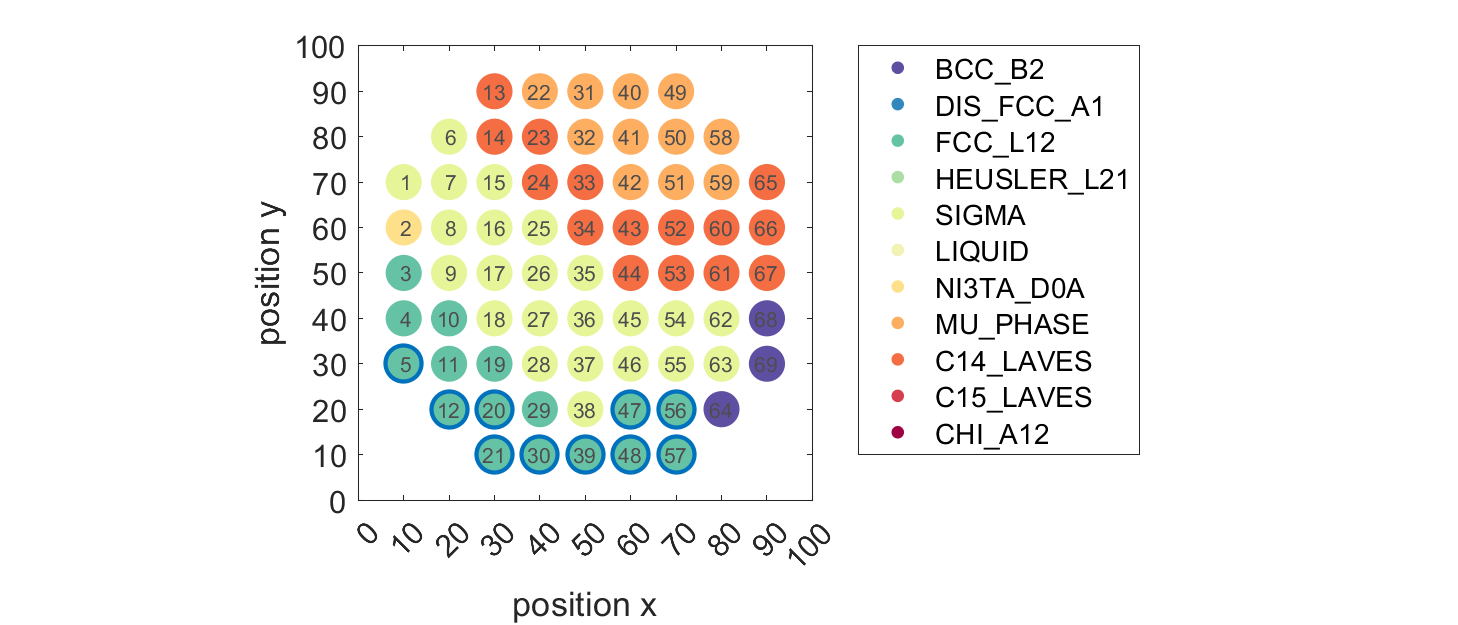 100
90 13 22 31 40 49
80 6 14 23 32 41 50 58
70 1 7 15 24 33 42 51 59 65
60 2 8 16 25 34 43 52 60 66
50 3 9 17 26 35 44 53 61 67
40 4 10 18 27 36 45 54 62 68
30 5 11 19 28 37 46 55 63 69
20 12 20 29 38 47 56 64
10 21 30 39 48 57
0
position y
0 10 20 30 40 50 60 70 80 90 100
position x
BCC_B2
DIS_FCC_A1
FCC_L12
HEUSLER_L21
SIGMA
LIQUID
NI3TA_D0A
MU_PHASE
C14_LAVES
C15_LAVES
CHI_A12